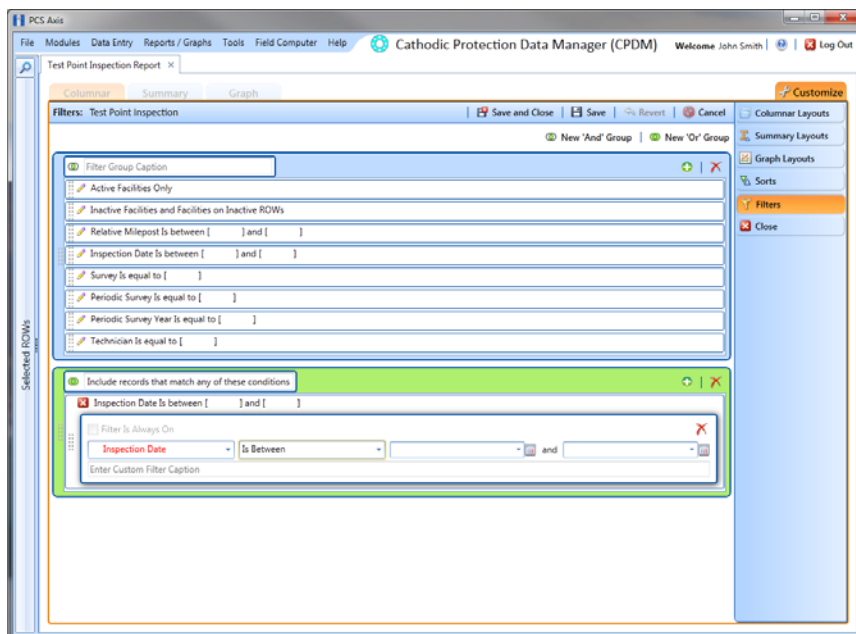 PCS Axis
File Modules Data Entry Reports / Graphs Tools Field Computer Help Cathodic Protection Data Manager (CPDM) Welcome John Smith Log Out
Test Point Inspection Report
Columnar Summary Graph Customize
Filters: Test Point Inspection Save and Close Save Revert Cancel
New 'And' Group New 'Or' Group
Filter Group Caption
Active Facilities Only
Inactive Facilities and Facilities on Inactive ROWs
Relative Milepost Is between [ ] and [ ]
Inspection Date Is between [ ] and [ ]
Survey Is equal to [ ]
Periodic Survey Is equal to [ ]
Periodic Survey Year Is equal to [ ]
Technician Is equal to [ ]
Include records that match any of these conditions
Inspection Date Is between [ ] and [ ]
Filter Is Always On
Inspection Date Is Between and
Enter Custom Filter Caption
Columnar Layouts
Summary Layouts
Graph Layouts
Sorts
Filters
Close
Selected ROWs